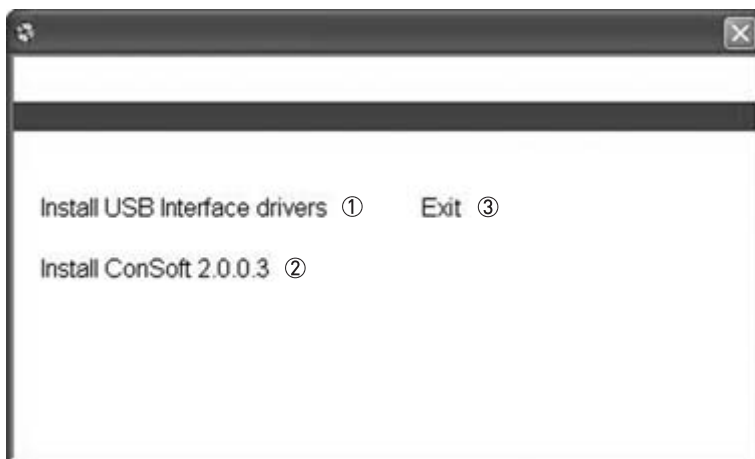 Install USB Interface drivers ① Exit ③
Install ConSoft 2.0.0.3 ②